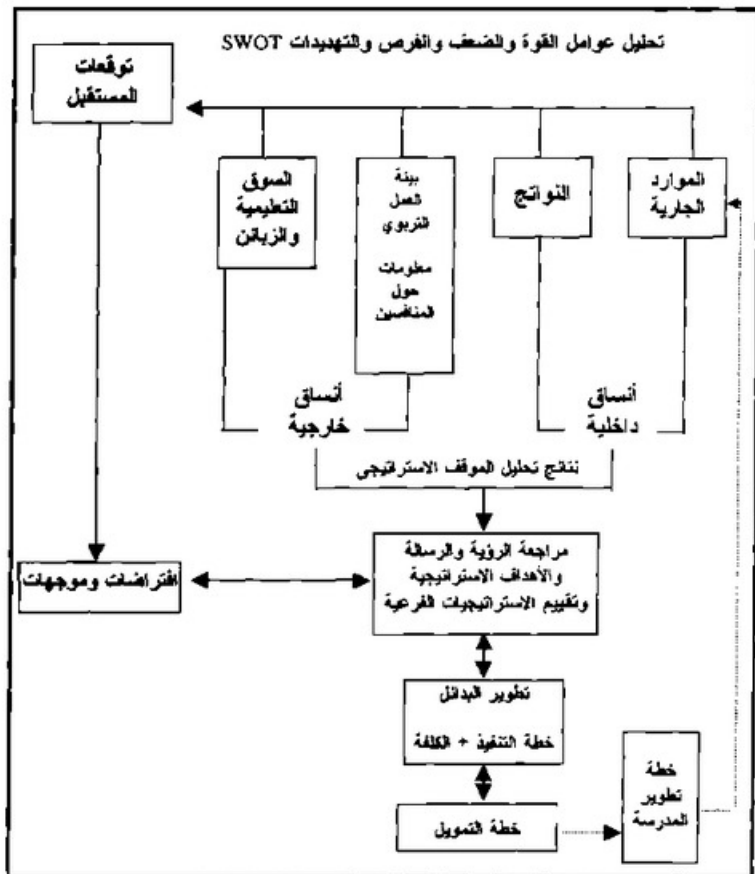 تحليل عوامل القوة والضعف والفرص والتهديدات SWOT
توقعات
المستقبل
الموارد
الجارية
النواتج
بيئة
العمل
التربوي
معلومات
حول
المنافسين
السوق
التعليمية
والزبائن
أنساق
داخلية
أنساق
خارجية
نتائج تحليل الموقف الاستراتيجي
مراجعة الرؤية والرسالة
والأهداف الاستراتيجية
وتقييم الاستراتيجيات الفرعية
افتراضات وموجهات
تطوير البدائل
خطة التنفيذ + الكلفة
خطة التمويل
خطة
تطوير
المدرسة